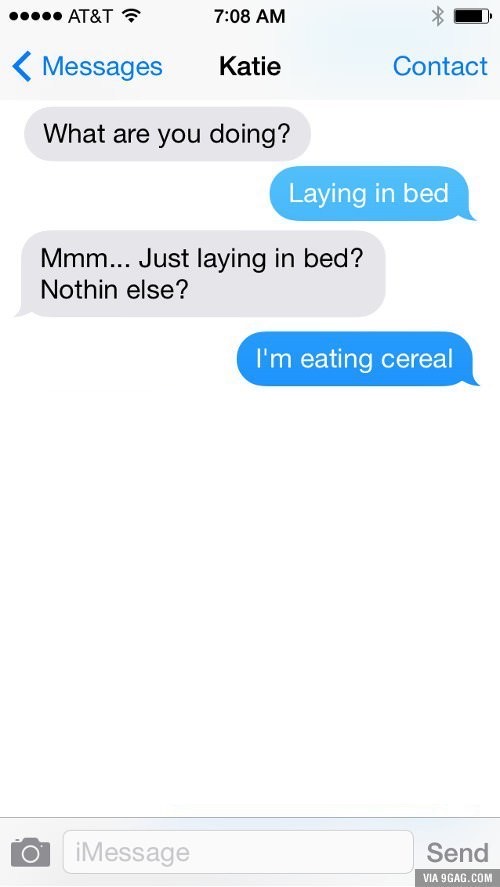 AT&T 7:08 AM
Messages Katie Contact
What are you doing?
Laying in bed
Mmm... Just laying in bed?
Nothin else?
I'm eating cereal
iMessage Send
VIA 9GAG.COM